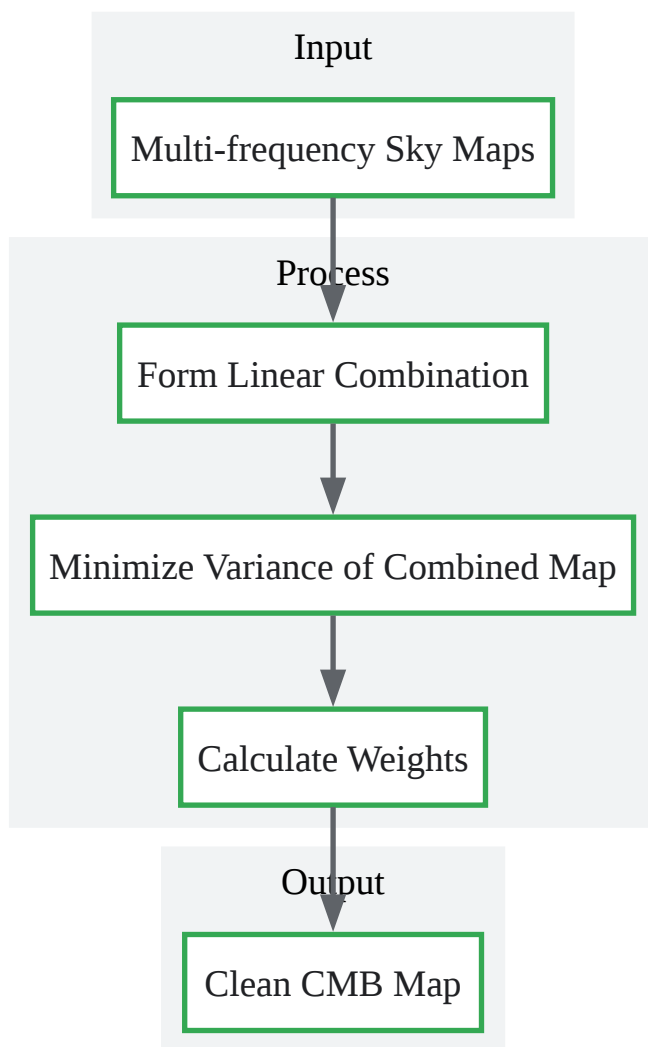 Input
Multi-frequency Sky Maps
Process
Form Linear Combination
Minimize Variance of Combined Map
Calculate Weights
Output
Clean CMB Map